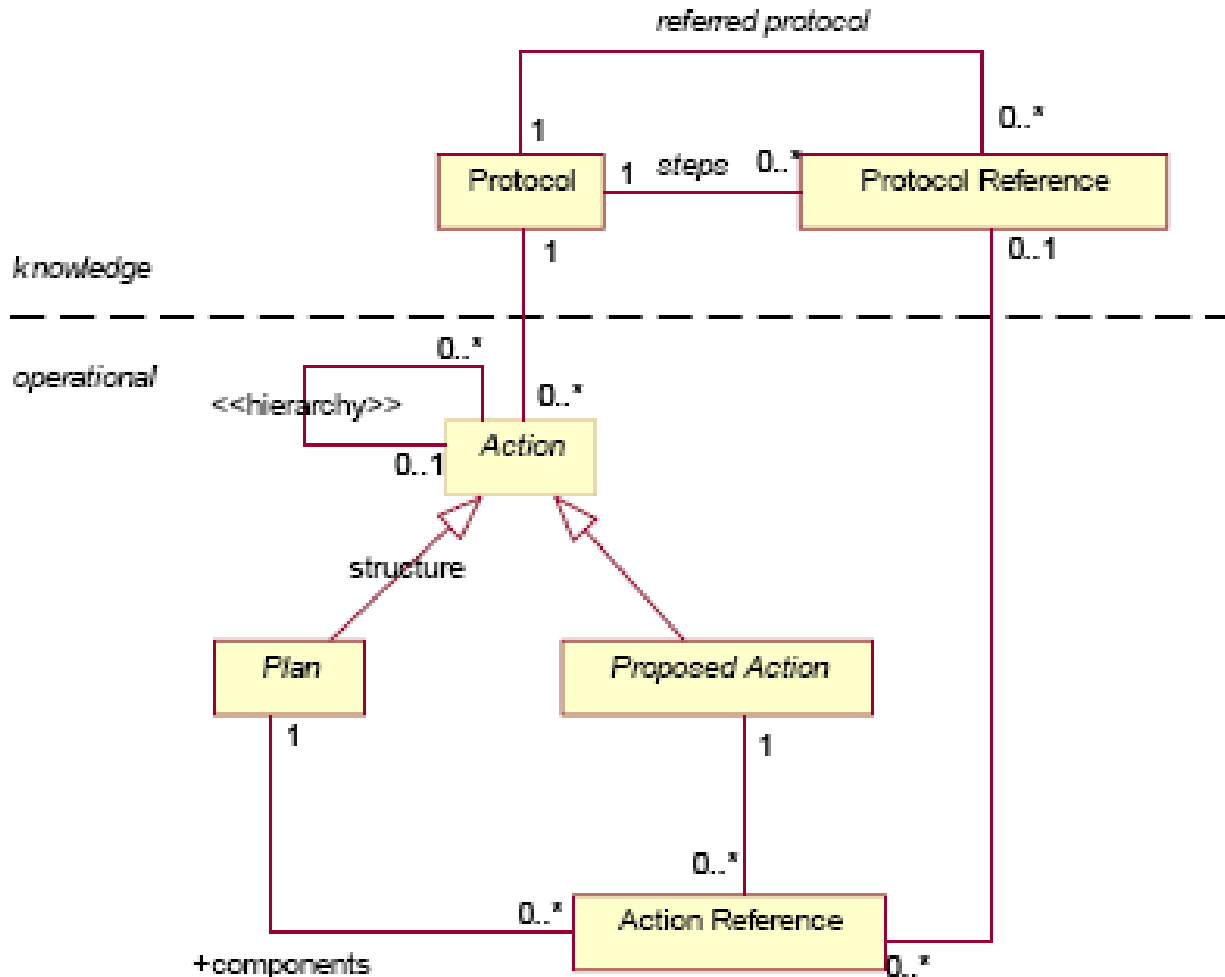 referred protocol
1
0..*
Protocol
1
steps
0..*
Protocol Reference
1
0..1
knowledge
operational
0..*
<<hierarchy>>
0..*
0..1
Action
structure
Plan
Proposed Action
1
1
0..*
0..*
Action Reference
+components
0..*